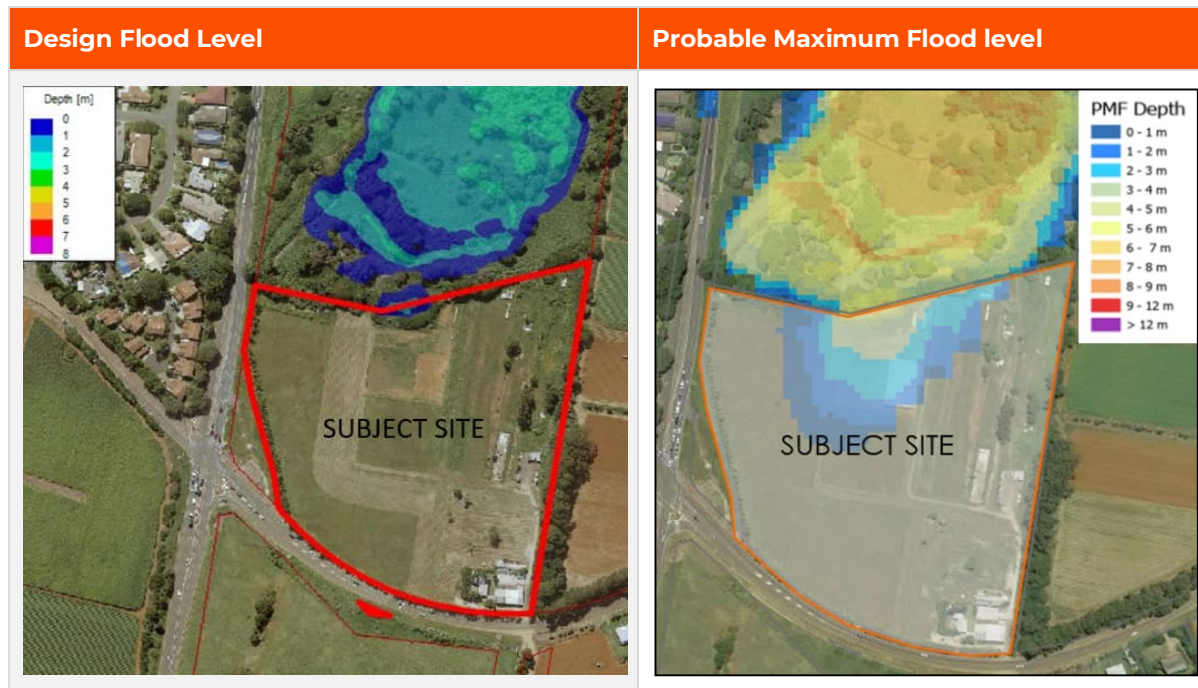 Design Flood Level
Probable Maximum Flood level
Depth [m]
0
1
2
3
4
5
6
7
8
SUBJECT SITE
PMF Depth
0 - 1 m
1 - 2 m
2 - 3 m
3 - 4 m
4 - 5 m
5 - 6 m
6 - 7 m
7 - 8 m
8 - 9 m
9 - 12 m
> 12 m
SUBJECT SITE